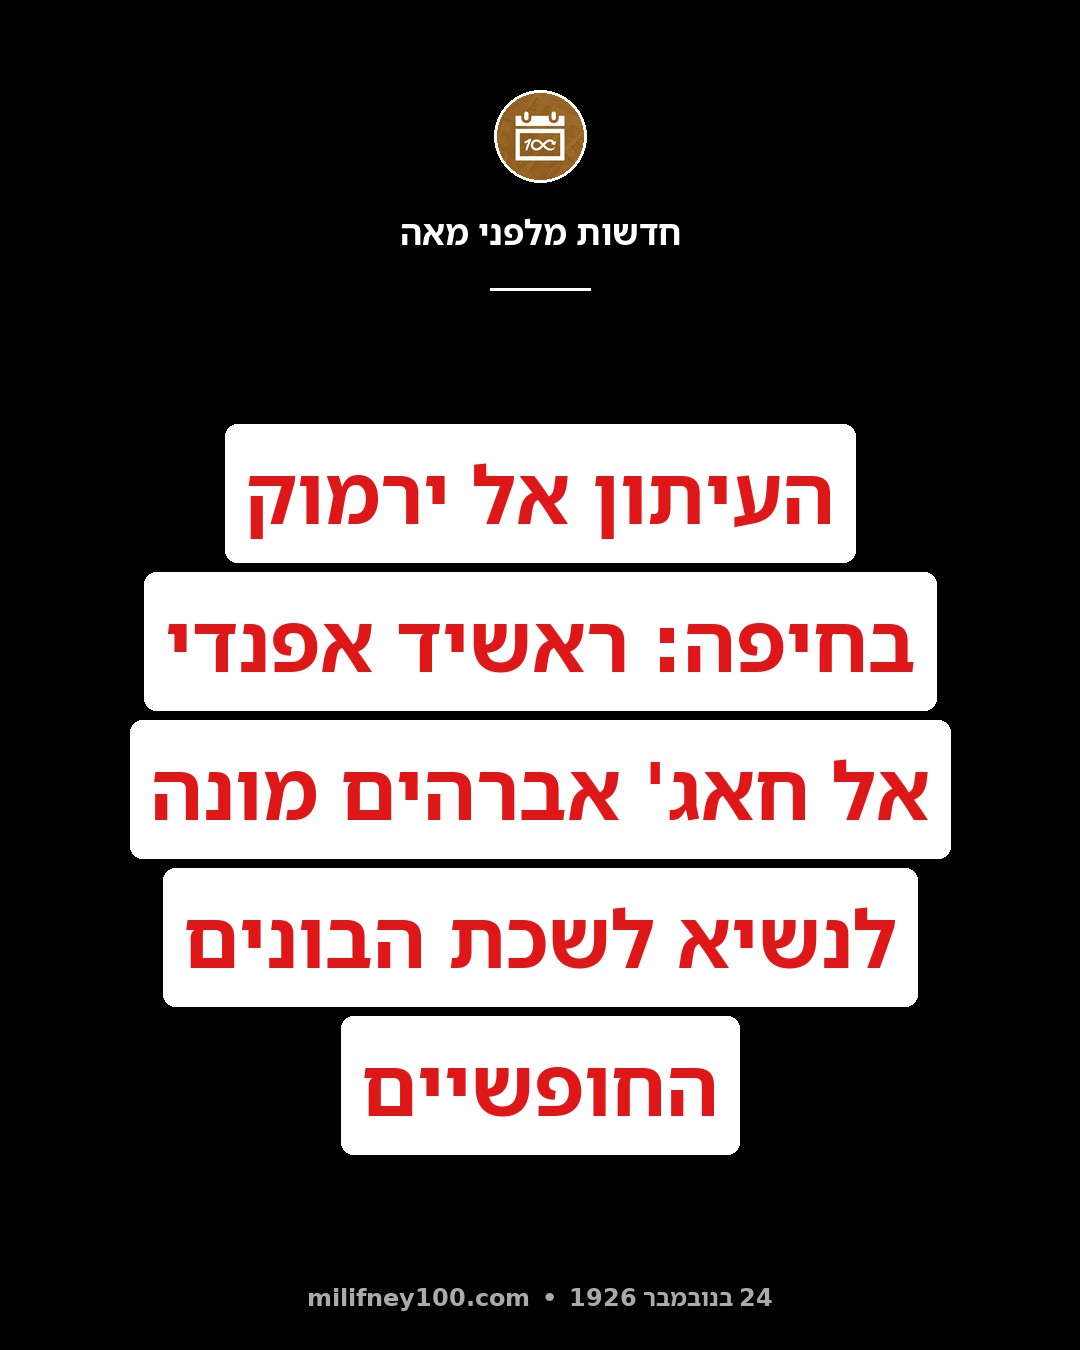 100
חדשות מלפני מאה
העיתון אל ירמוק
בחיפה: ראשיד אפנדי
אל חאג' אברהים מונה
לנשיא לשכת הבונים
החופשיים
24 בנובמבר 1926 • milifney100.com